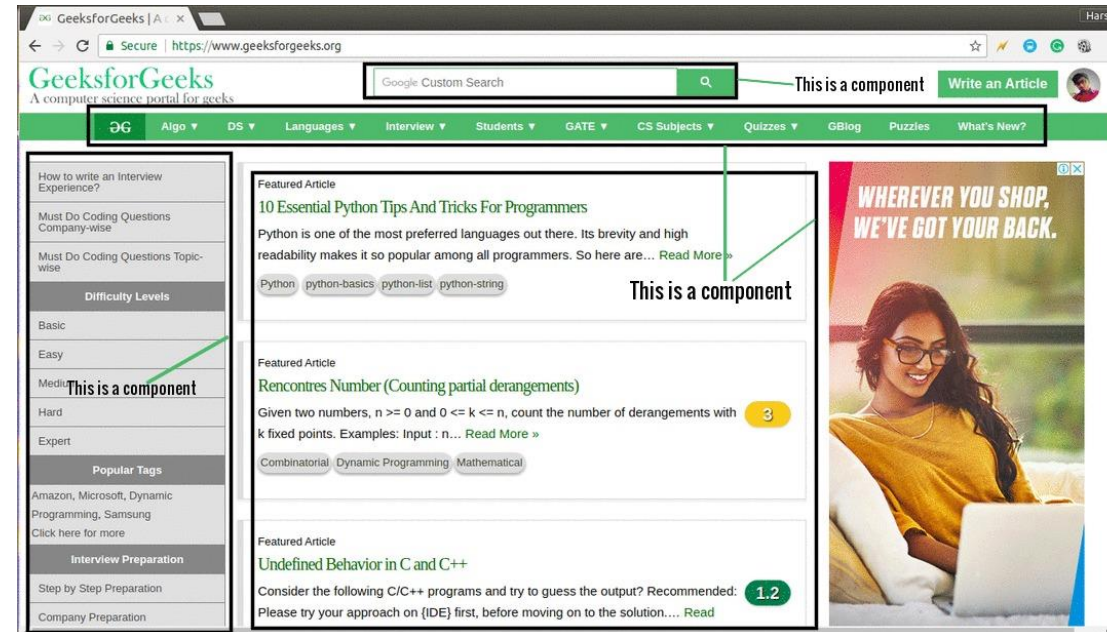 GeeksforGeeks | A c
Hars
Secure
https://www.geeksforgeeks.org
GeeksforGeeks
A computer science portal for geeks
Google Custom Search
This is a component
Write an Article
Algo ▼ DS ▼ Languages ▼ Interview ▼ Students ▼ GATE ▼ CS Subjects ▼ Quizzes ▼ GBlog Puzzles What's New?
How to write an Interview
Experience?
Must Do Coding Questions
Company-wise
Must Do Coding Questions Topic-
wise
Difficulty Levels
Basic
Easy
Medium
This is a component
Hard
Expert
Popular Tags
Amazon, Microsoft, Dynamic
Programming, Samsung
Click here for more
Interview Preparation
Step by Step Preparation
Company Preparation
Featured Article
10 Essential Python Tips And Tricks For Programmers
Python is one of the most preferred languages out there. Its brevity and high
readability makes it so popular among all programmers. So here are… Read More »
Python python-basics python-list python-string
This is a component
Featured Article
Rencontres Number (Counting partial derangements)
Given two numbers, n >= 0 and 0 <= k <= n, count the number of derangements with
k fixed points. Examples: Input : n… Read More »
3
Combinatorial Dynamic Programming Mathematical
Featured Article
Undefined Behavior in C and C++
Consider the following C/C++ programs and try to guess the output? Recommended:
Please try your approach on {IDE} first, before moving on to the solution.… Read
1.2
WHEREVER YOU SHOP,
WE'VE GOT YOUR BACK.